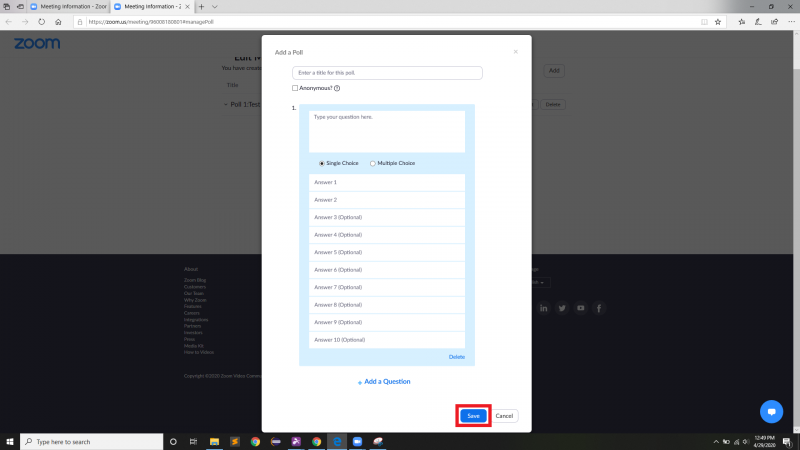 Meeting Information - Zoom
Meeting Information - Z
https://zoom.us/meeting/96008180801#managePoll
zoom
Edit
You have create
Add
Title
Poll 1:Test
Delete
Add a Poll
Enter a title for this poll.
Anonymous?
1.
Type your question here.
Single Choice
Multiple Choice
Answer 1
Answer 2
Answer 3 (Optional)
Answer 4 (Optional)
Answer 5 (Optional)
Answer 6 (Optional)
Answer 7 (Optional)
Answer 8 (Optional)
Answer 9 (Optional)
Answer 10 (Optional)
Delete
+ Add a Question
Save
Cancel
About
Zoom Blog
Customers
Our Team
Why Zoom
Features
Careers
Integrations
Partners
Investors
Press
Media Kit
How to Videos
Copyright ©2020 Zoom Video Commu
Type here to search
12:49 PM
4/29/2020